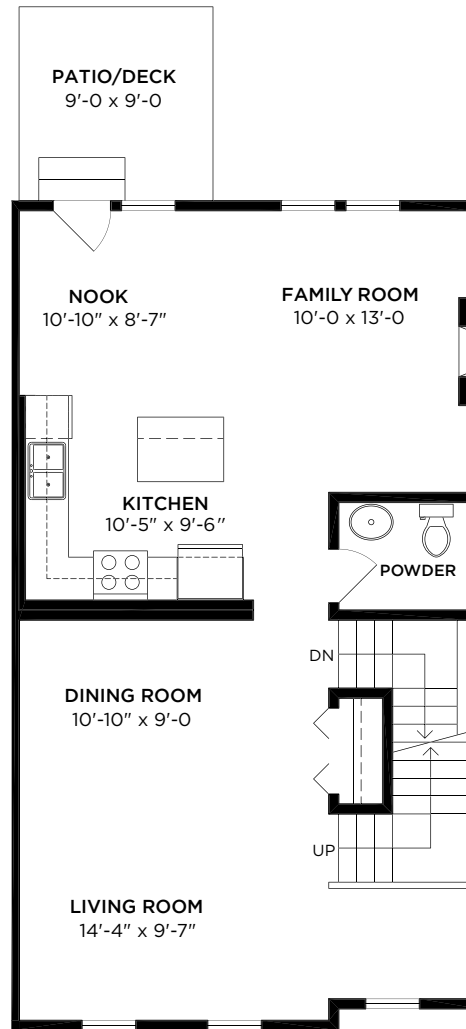 PATIO/DECK
9'-0 x 9'-0
NOOK
10'-10" x 8'-7"
FAMILY ROOM
10'-0 x 13'-0
KITCHEN
10'-5" x 9'-6"
POWDER
DN
DINING ROOM
10'-10" x 9'-0
UP
LIVING ROOM
14'-4" x 9'-7"